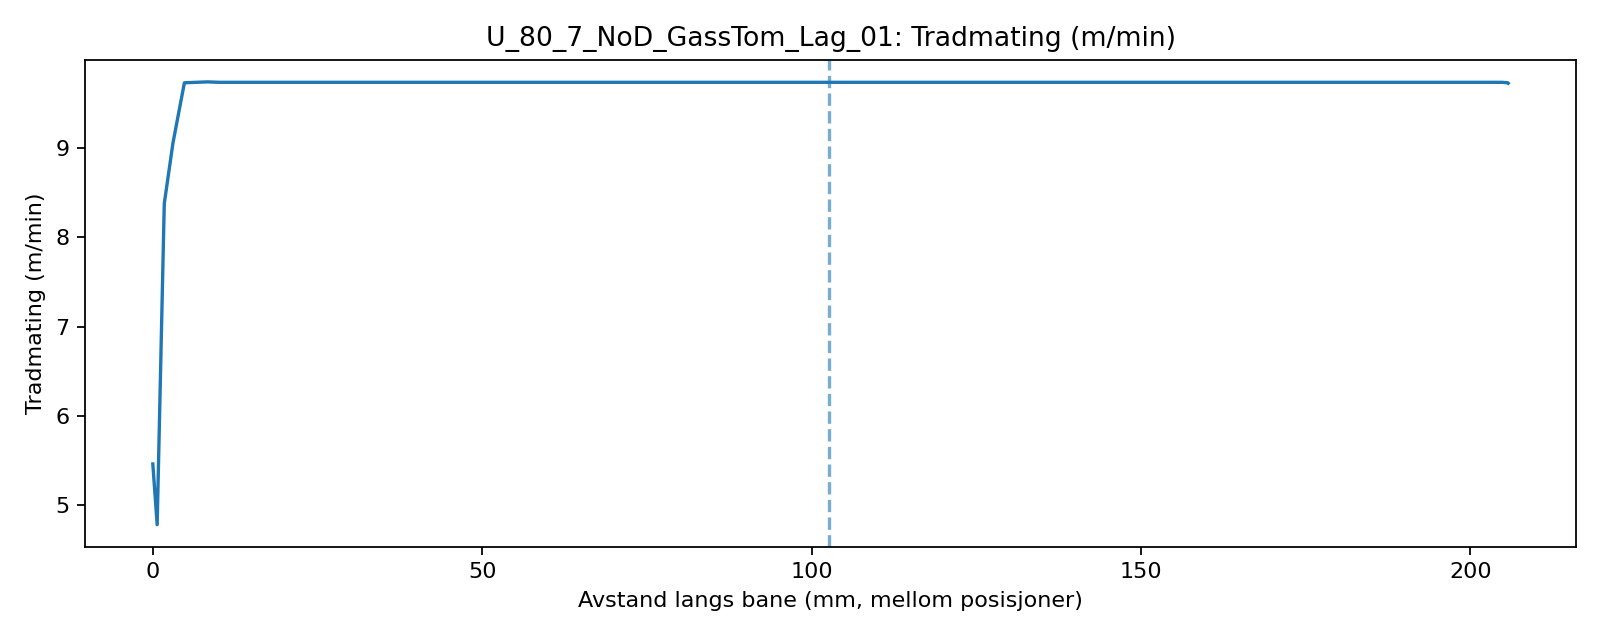 U_80_7_NoD_GassTom_Lag_01: Tradmating (m/min)
Tradmating (m/min)
9
8
7
6
5
0 50 100 150 200
Avstand langs bane (mm, mellom posisjoner)